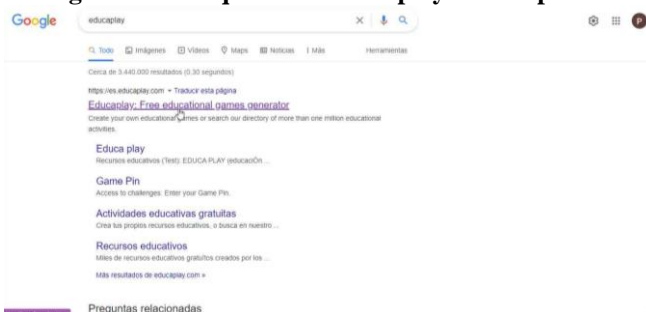 Google educaplay
Todo Imágenes Vídeos Maps Noticias Más Herramientas
Cerca de 3.440.000 resultados (0,30 segundos)
https://es.educaplay.com Traducir esta página
Educaplay: Free educational games generator
Create your own educational games or search our directory of more than one million educational
activities.
Educa play
Recursos educativos (Test): EDUCA PLAY (educaciÓn ...
Game Pin
Access to challenges. Enter your Game Pin.
Actividades educativas gratuitas
Crea tus propios recursos educativos, o busca en nuestro ...
Recursos educativos
Miles de recursos educativos gratuitos creados por los ...
Más resultados de educaplay.com »
Preguntas relacionadas